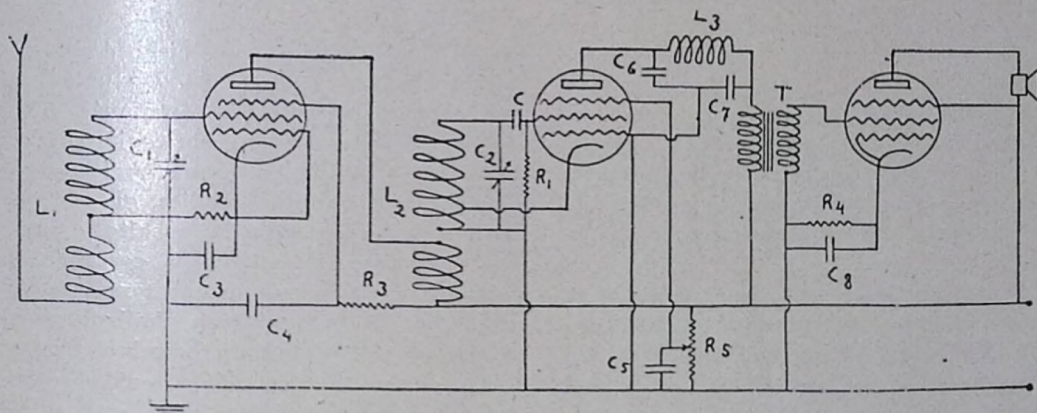 L₃
C₆
C₇
T
C₁
C
C₂
R₁
R₂
L₁
L₂
R₄
C₃
C₈
R₃
C₄
C₅
R₅